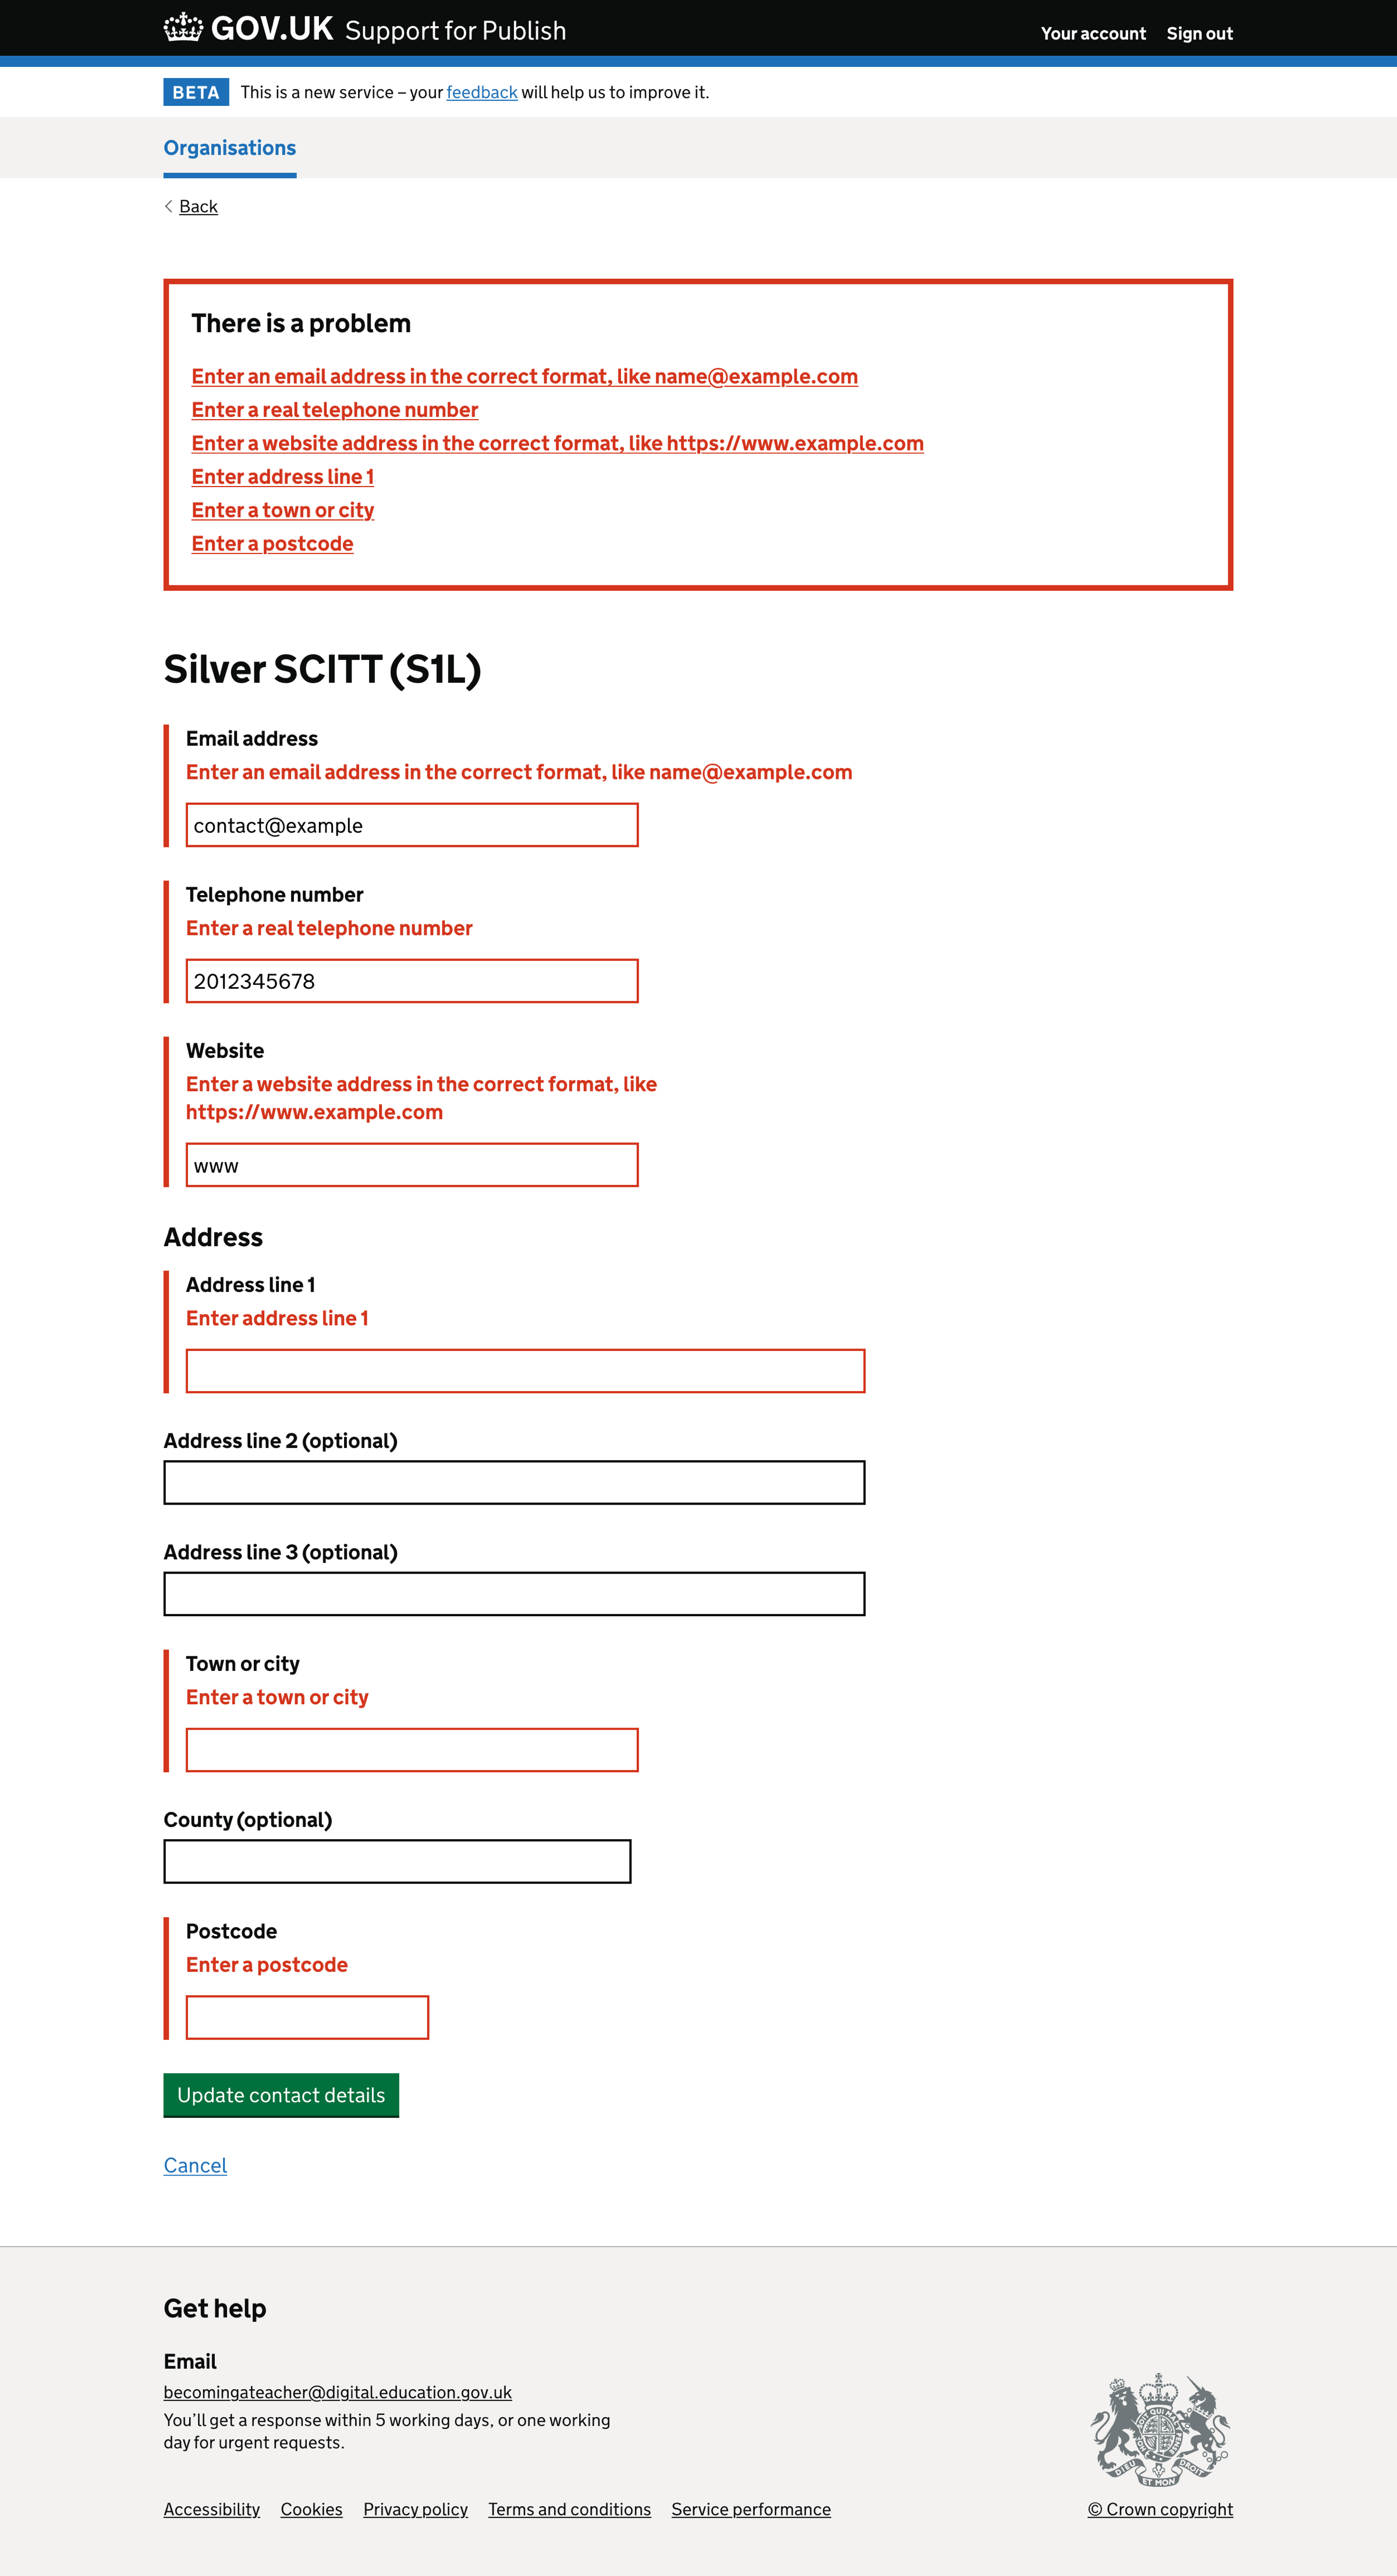 GOV.UK Support for Publish
Your account Sign out
BETA This is a new service – your feedback will help us to improve it.
Organisations
Back
There is a problem
Enter an email address in the correct format, like name@example.com
Enter a real telephone number
Enter a website address in the correct format, like https://www.example.com
Enter address line 1
Enter a town or city
Enter a postcode
Silver SCITT (S1L)
Email address
Enter an email address in the correct format, like name@example.com
contact@example
Telephone number
Enter a real telephone number
2012345678
Website
Enter a website address in the correct format, like
https://www.example.com
www
Address
Address line 1
Enter address line 1
Address line 2 (optional)
Address line 3 (optional)
Town or city
Enter a town or city
County (optional)
Postcode
Enter a postcode
Update contact details
Cancel
Get help
Email
becomingateacher@digital.education.gov.uk
You’ll get a response within 5 working days, or one working
day for urgent requests.
DIEU ET MON DROIT
Accessibility Cookies Privacy policy Terms and conditions Service performance
© Crown copyright